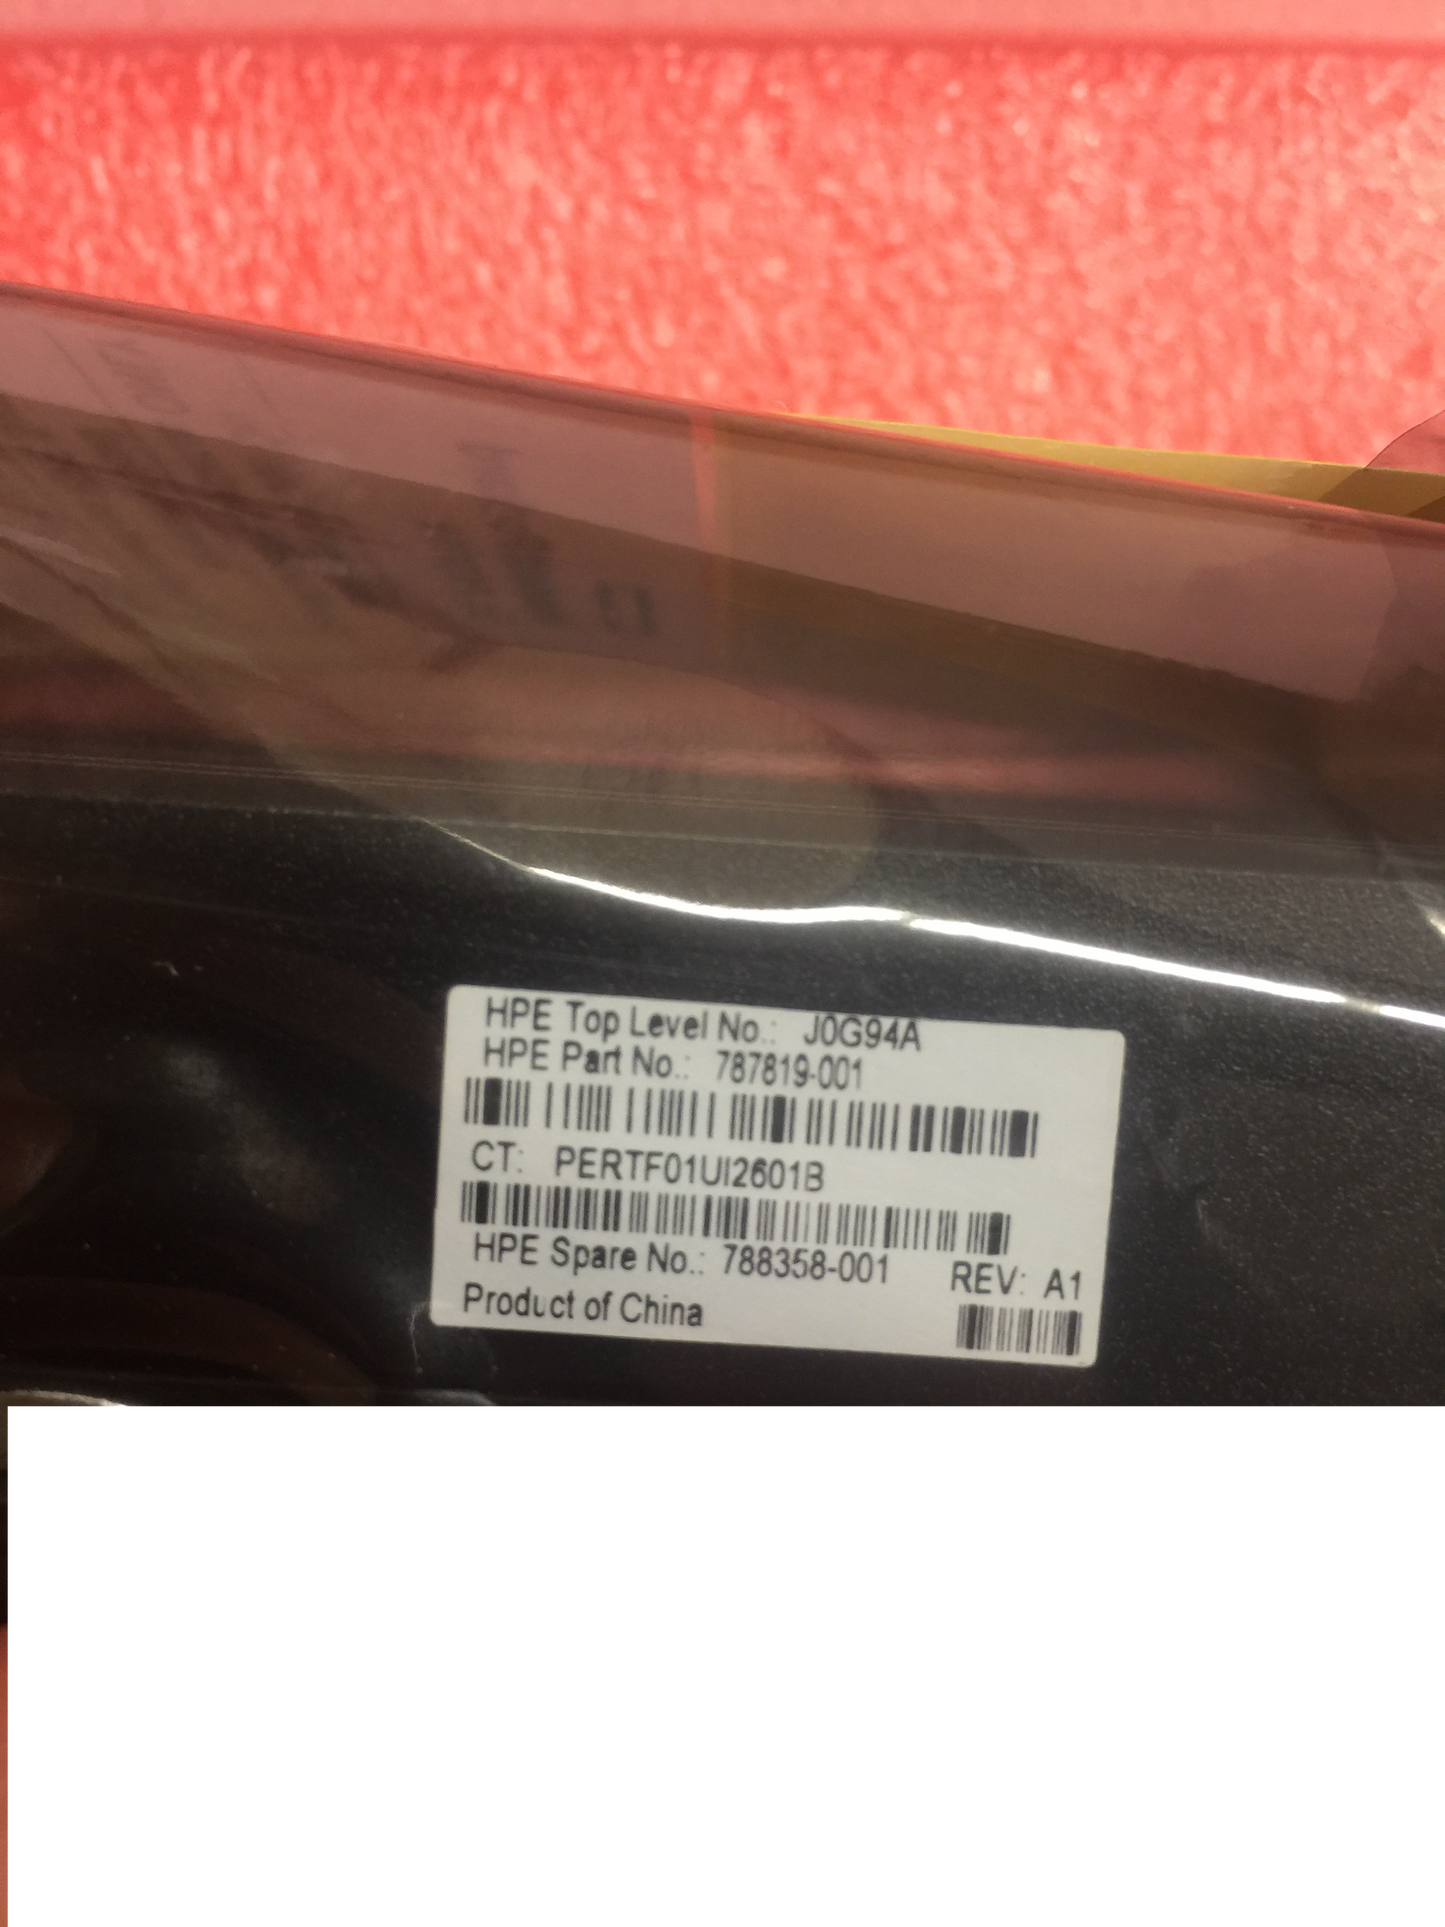 HPE Top Level No.: J0G94A
HPE Part No.: 787819-001
CT: PERTF01UI2601B
HPE Spare No.: 788358-001 REV: A1
Product of China